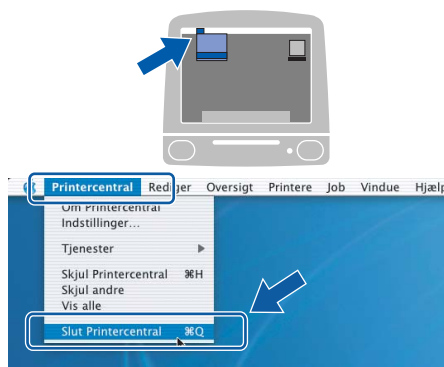 Printercentral Rediger Oversigt Printere Job Vindue Hjælp
Om Printercentral
Indstillinger...
Tjenester
Skjul Printercentral ⌘H
Skjul andre
Vis alle
Slut Printercentral ⌘Q